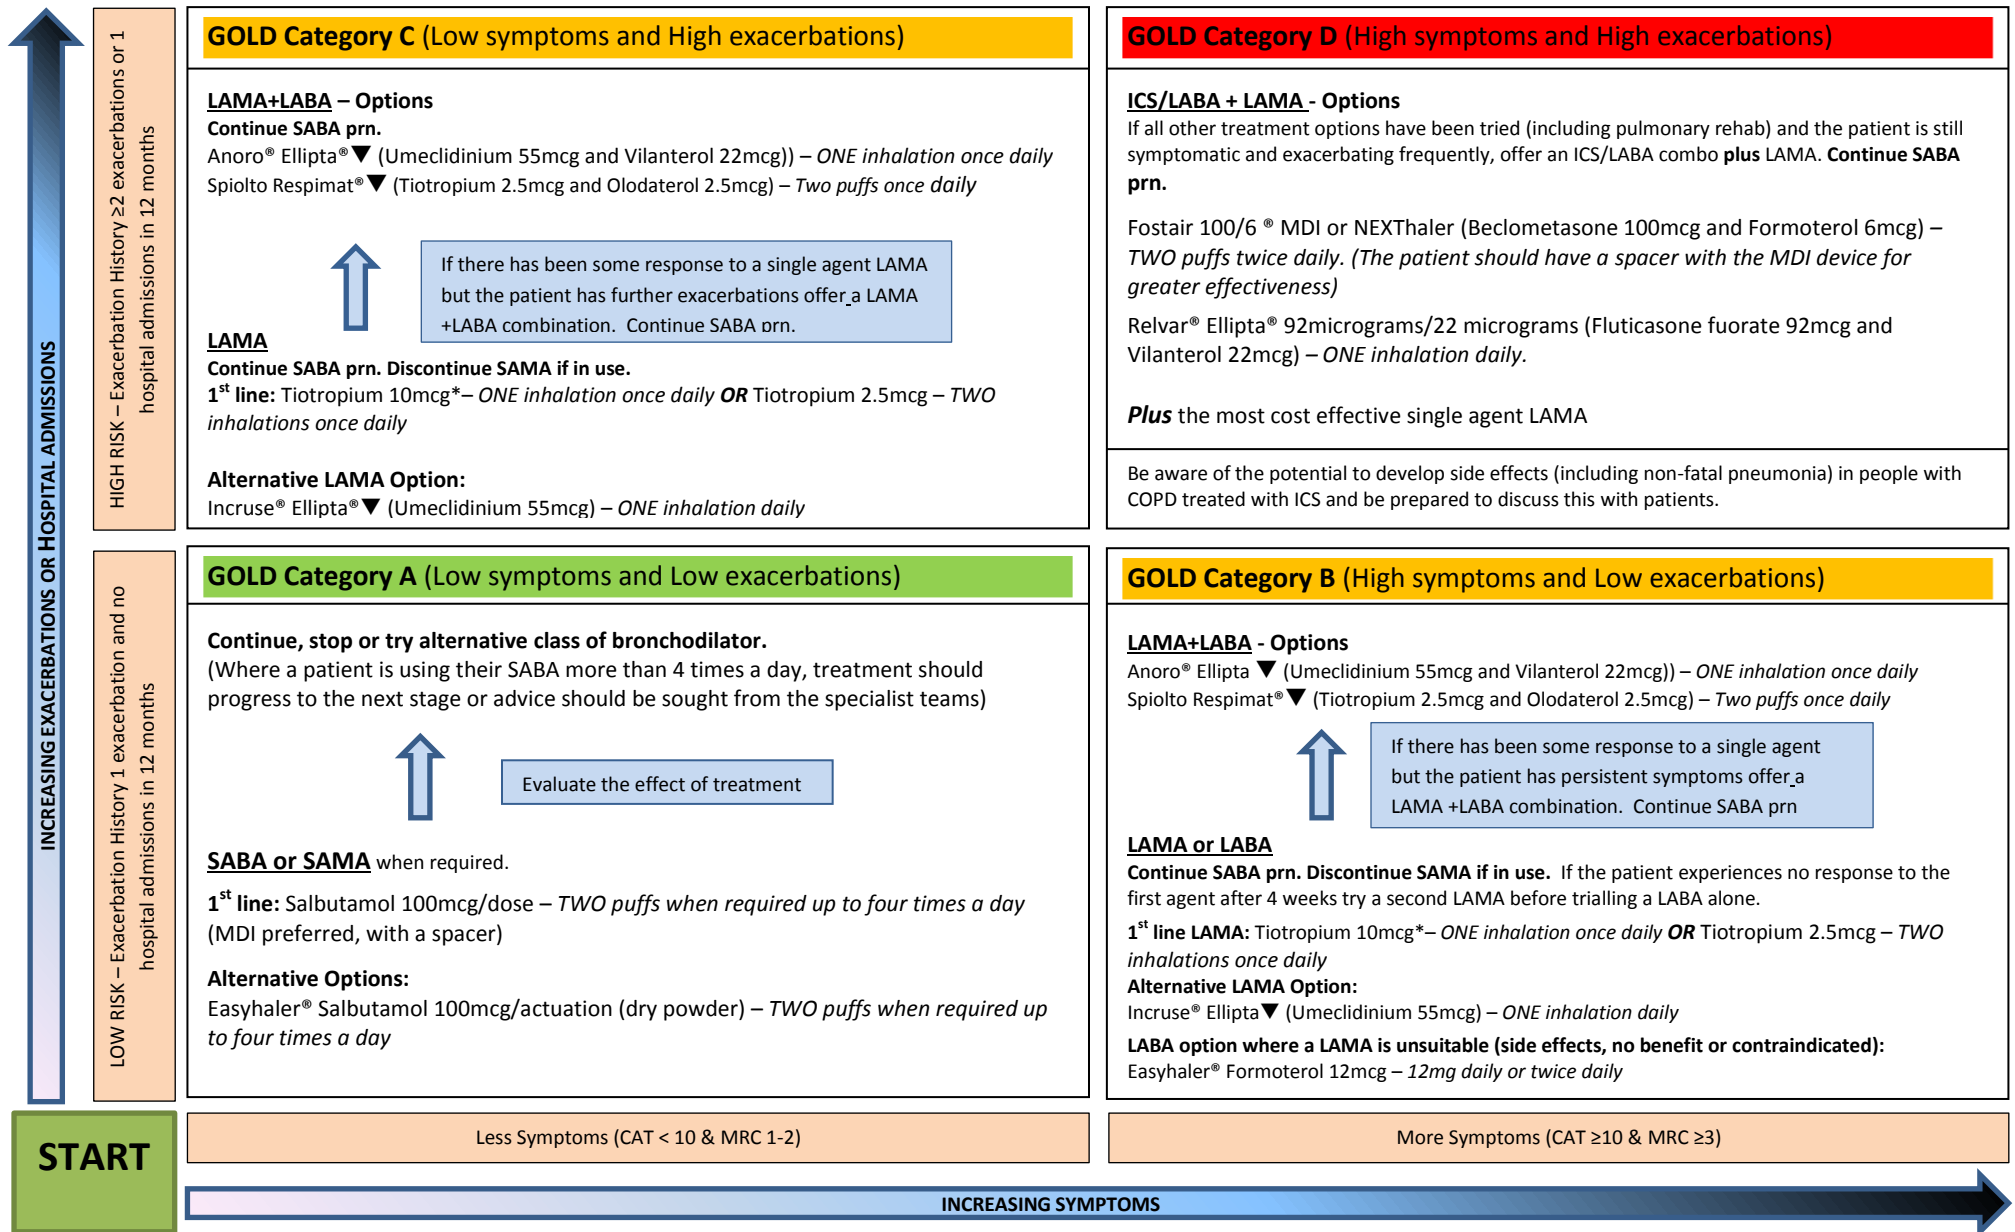 INCREASING EXACERBATIONS OR HOSPITAL ADMISSIONS
HIGH RISK – Exacerbation History ≥2 exacerbations or 1
hospital admissions in 12 months
GOLD Category C (Low symptoms and High exacerbations)
LAMA+LABA – Options
Continue SABA prn.
Anoro® Ellipta®▼ (Umeclidinium 55mcg and Vilanterol 22mcg)) – ONE inhalation once daily
Spiolto Respimat®▼ (Tiotropium 2.5mcg and Olodaterol 2.5mcg) – Two puffs once daily
If there has been some response to a single agent LAMA
but the patient has further exacerbations offer a LAMA
+LABA combination. Continue SABA prn.
LAMA
Continue SABA prn. Discontinue SAMA if in use.
1st line: Tiotropium 10mcg*– ONE inhalation once daily OR Tiotropium 2.5mcg – TWO
inhalations once daily
Alternative LAMA Option:
Incruse® Ellipta®▼ (Umeclidinium 55mcg) – ONE inhalation daily
GOLD Category D (High symptoms and High exacerbations)
ICS/LABA + LAMA - Options
If all other treatment options have been tried (including pulmonary rehab) and the patient is still
symptomatic and exacerbating frequently, offer an ICS/LABA combo plus LAMA. Continue SABA
prn.
Fostair 100/6 ® MDI or NEXThaler (Beclometasone 100mcg and Formoterol 6mcg) –
TWO puffs twice daily. (The patient should have a spacer with the MDI device for
greater effectiveness)
Relvar® Ellipta® 92micrograms/22 micrograms (Fluticasone fuorate 92mcg and
Vilanterol 22mcg) – ONE inhalation daily.
Plus the most cost effective single agent LAMA
Be aware of the potential to develop side effects (including non-fatal pneumonia) in people with
COPD treated with ICS and be prepared to discuss this with patients.
LOW RISK – Exacerbation History 1 exacerbation and no
hospital admissions in 12 months
GOLD Category A (Low symptoms and Low exacerbations)
Continue, stop or try alternative class of bronchodilator.
(Where a patient is using their SABA more than 4 times a day, treatment should
progress to the next stage or advice should be sought from the specialist teams)
Evaluate the effect of treatment
SABA or SAMA when required.
1st line: Salbutamol 100mcg/dose – TWO puffs when required up to four times a day
(MDI preferred, with a spacer)
Alternative Options:
Easyhaler® Salbutamol 100mcg/actuation (dry powder) – TWO puffs when required up
to four times a day
GOLD Category B (High symptoms and Low exacerbations)
LAMA+LABA - Options
Anoro® Ellipta ▼ (Umeclidinium 55mcg and Vilanterol 22mcg)) – ONE inhalation once daily
Spiolto Respimat®▼ (Tiotropium 2.5mcg and Olodaterol 2.5mcg) – Two puffs once daily
If there has been some response to a single agent
but the patient has persistent symptoms offer a
LAMA +LABA combination. Continue SABA prn
LAMA or LABA
Continue SABA prn. Discontinue SAMA if in use. If the patient experiences no response to the
first agent after 4 weeks try a second LAMA before trialling a LABA alone.
1st line LAMA: Tiotropium 10mcg*– ONE inhalation once daily OR Tiotropium 2.5mcg – TWO
inhalations once daily
Alternative LAMA Option:
Incruse® Ellipta▼ (Umeclidinium 55mcg) – ONE inhalation daily
LABA option where a LAMA is unsuitable (side effects, no benefit or contraindicated):
Easyhaler® Formoterol 12mcg – 12mg daily or twice daily
START
Less Symptoms (CAT < 10 & MRC 1-2)
More Symptoms (CAT ≥10 & MRC ≥3)
INCREASING SYMPTOMS